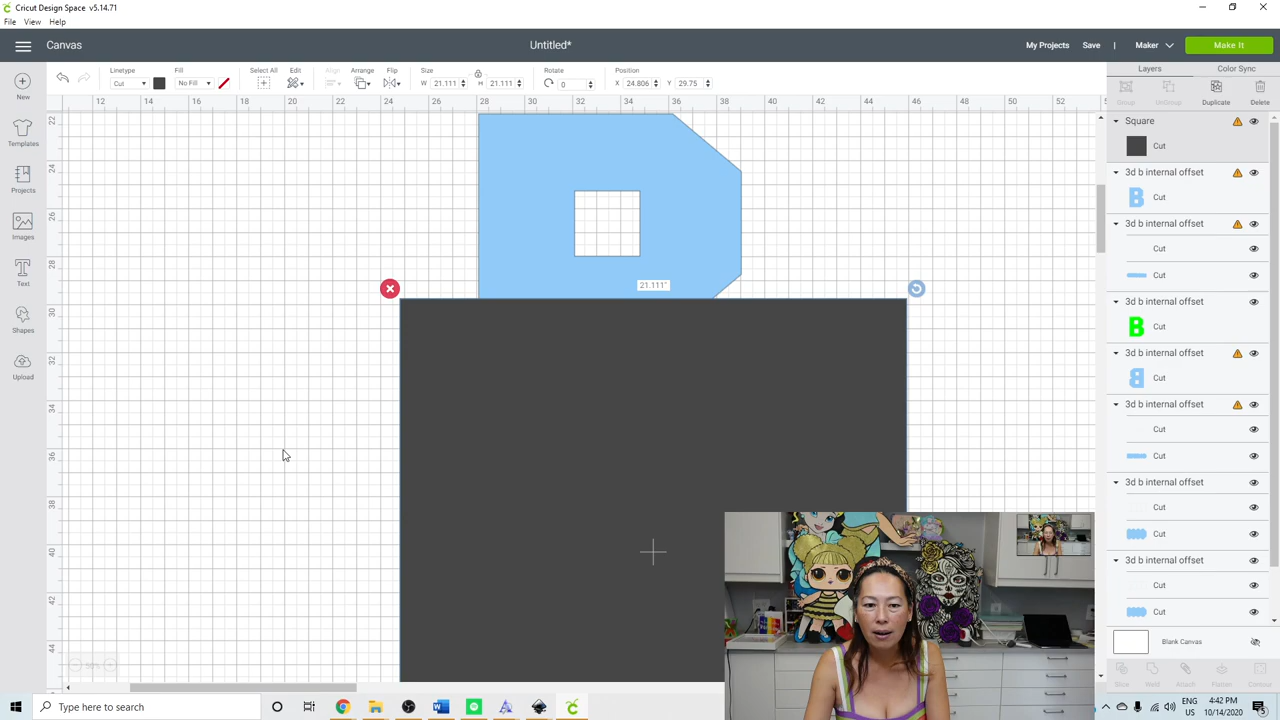 Cricut Design Space v5.14.71
File View Help
Canvas
Untitled*
My Projects Save | Maker Make It
Linetype Fill Select All Edit Align Arrange Flip Size Rotate Position
Cut No Fill W 21.111 H 21.111 0 X 24.806 Y 29.75
Layers Color Sync
Group UnGroup Duplicate Delete
12 14 16 18 20 22 24 26 28 30 32 34 36 38 40 42 44 46 48 50 52
22
24
26
28
30
32
34
36
38
40
42
44
New
Templates
Projects
Images
Text
Shapes
Upload
21.111"
Square
Cut
3d b internal offset
B Cut
3d b internal offset
Cut
Cut
3d b internal offset
B Cut
3d b internal offset
Cut
3d b internal offset
Cut
Cut
3d b internal offset
Cut
Cut
3d b internal offset
Cut
Cut
Blank Canvas
Slice Weld Attach Flatten Contour
50%
Type here to search
4:42 PM
10/14/2020